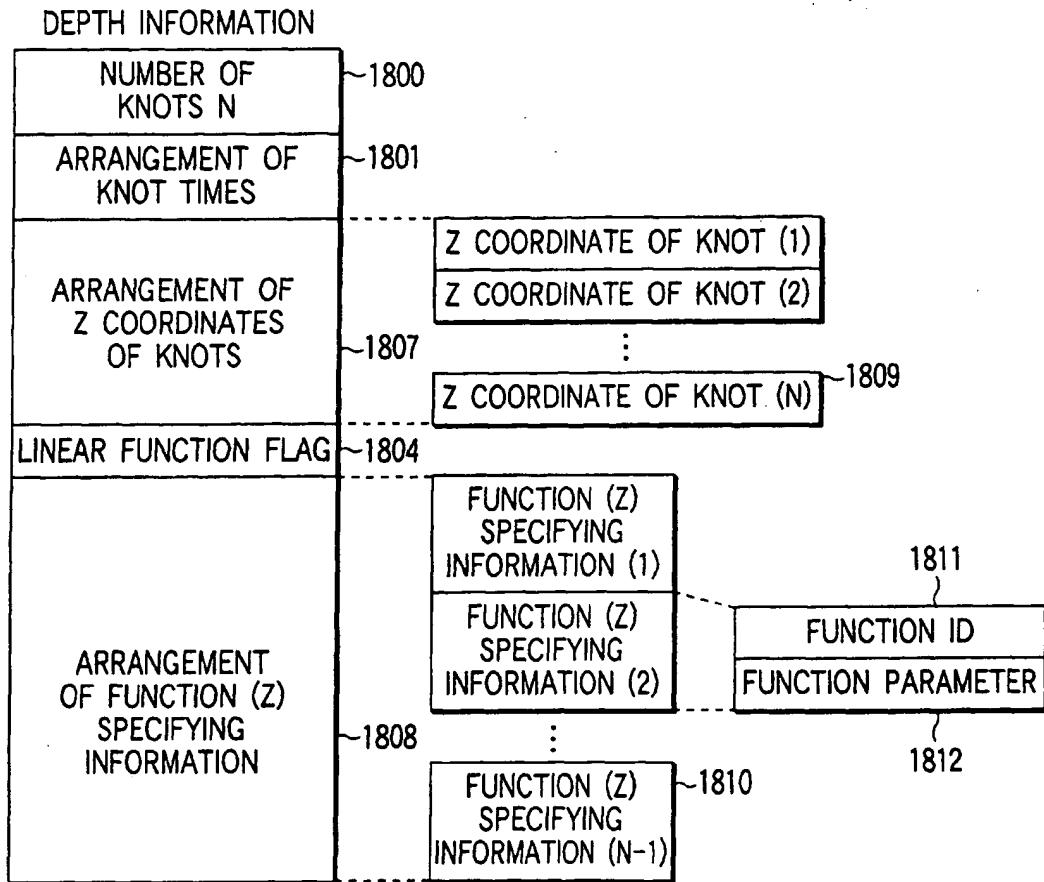 DEPTH INFORMATION
NUMBER OF
KNOTS N
1800
ARRANGEMENT OF
KNOT TIMES
1801
ARRANGEMENT OF
Z COORDINATES
OF KNOTS
1807
Z COORDINATE OF KNOT (1)
Z COORDINATE OF KNOT (2)
Z COORDINATE OF KNOT (N)
1809
LINEAR FUNCTION FLAG
1804
ARRANGEMENT
OF FUNCTION (Z)
SPECIFYING
INFORMATION
1808
FUNCTION (Z)
SPECIFYING
INFORMATION (1)
FUNCTION (Z)
SPECIFYING
INFORMATION (2)
FUNCTION (Z)
SPECIFYING
INFORMATION (N-1)
1810
1811
FUNCTION ID
FUNCTION PARAMETER
1812